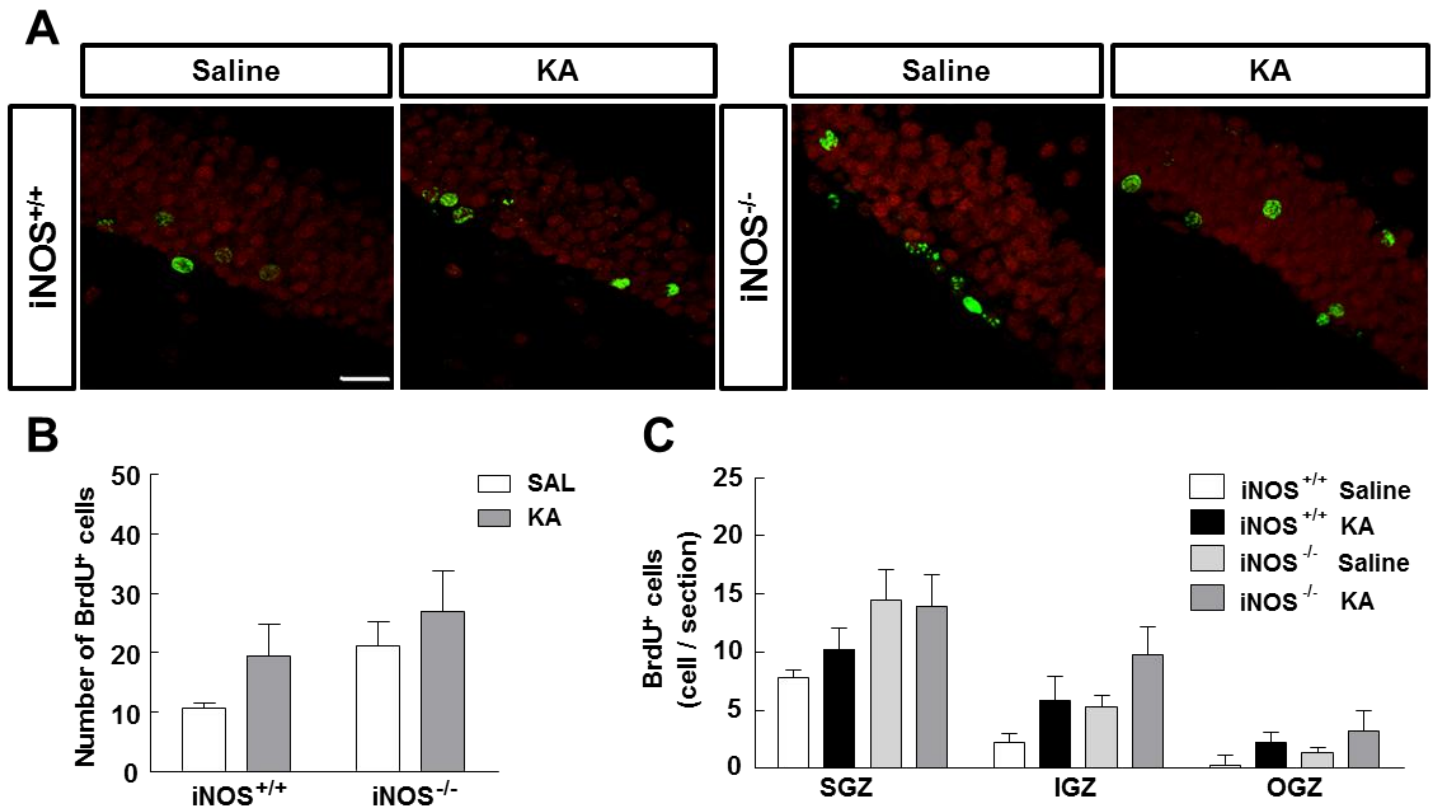 A
Saline KA Saline KA
iNOS+/+
iNOS-/-
B
Number of BrdU+ cells
50
40
30
20
10
0
SAL
KA
iNOS+/+ iNOS-/-
C
BrdU+ cells
(cell / section)
25
20
15
10
5
0
iNOS+/+ Saline
iNOS+/+ KA
iNOS-/- Saline
iNOS-/- KA
SGZ IGZ OGZ